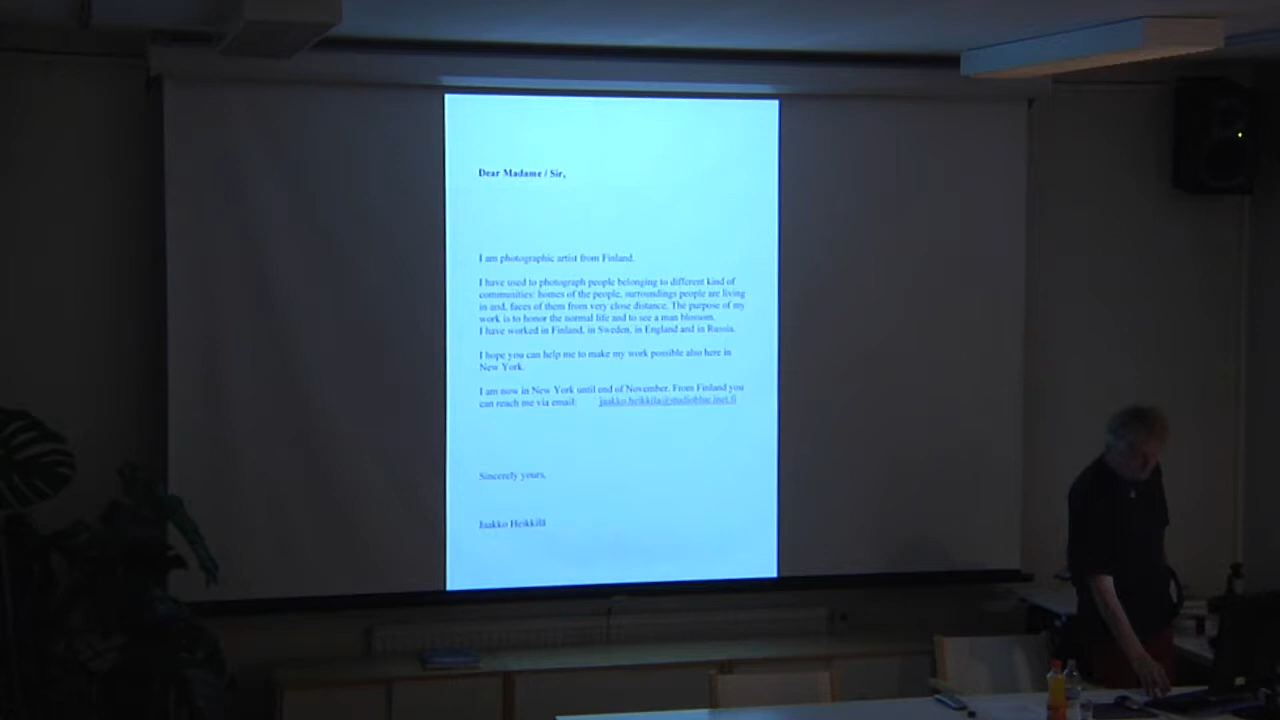 Dear Madame / Sir,
I am photographic artist from Finland.
I have used to photograph people belonging to different kind of
communities: homes of the people, surroundings people are living
in and, faces of them from very close distance. The purpose of my
work is to honor the normal life and to see a man blossom.
I have worked in Finland, in Sweden, in England and in Russia.
I hope you can help me to make my work possible also here in
New York.
I am now in New York until end of November. From Finland you
can reach me via email: jaakko.heikkila@studioblue.inet.fi
Sincerely yours,
Jaakko Heikkilä